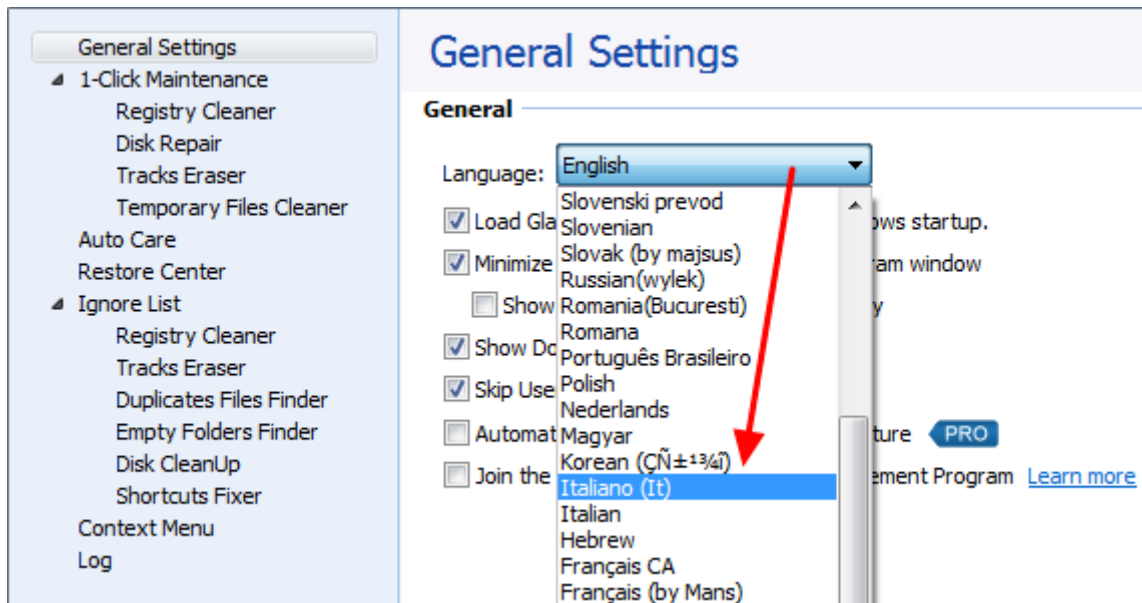 General Settings
1-Click Maintenance
Registry Cleaner
Disk Repair
Tracks Eraser
Temporary Files Cleaner
Auto Care
Restore Center
Ignore List
Registry Cleaner
Tracks Eraser
Duplicates Files Finder
Empty Folders Finder
Disk CleanUp
Shortcuts Fixer
Context Menu
Log
General Settings
General
Language: English
Slovenski prevod
Slovenian
Slovak (by majsus)
Russian(wylek)
Romania(Bucuresti)
Romana
Português Brasileiro
Polish
Nederlands
Magyar
Korean (ÇÑ±¹¾î)
Italiano (It)
Italian
Hebrew
Français CA
Français (by Mans)
Load Gla ows startup.
Minimize ram window
Show y
Show Do
Skip Use
Automat ture PRO
Join the ement Program Learn more